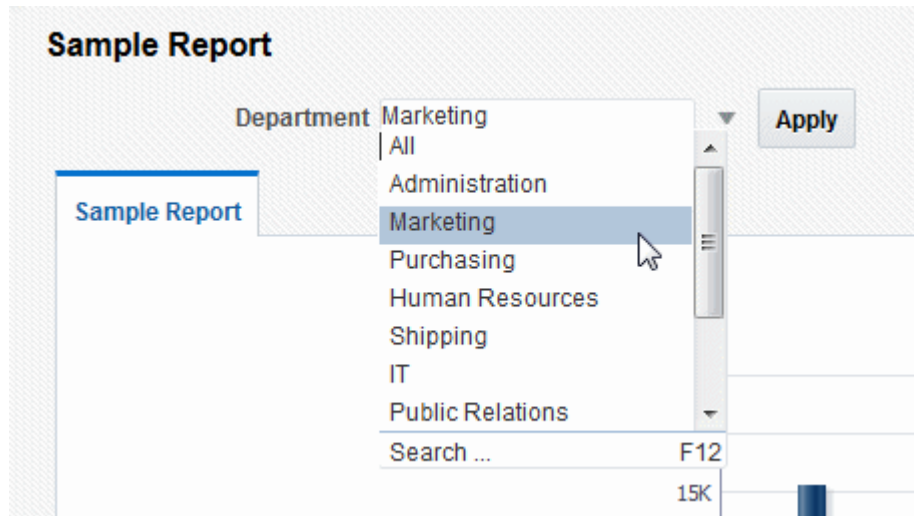 Sample Report
Department Marketing Apply
All
Administration
Sample Report
Marketing
Purchasing
Human Resources
Shipping
IT
Public Relations
Search ... F12
15K